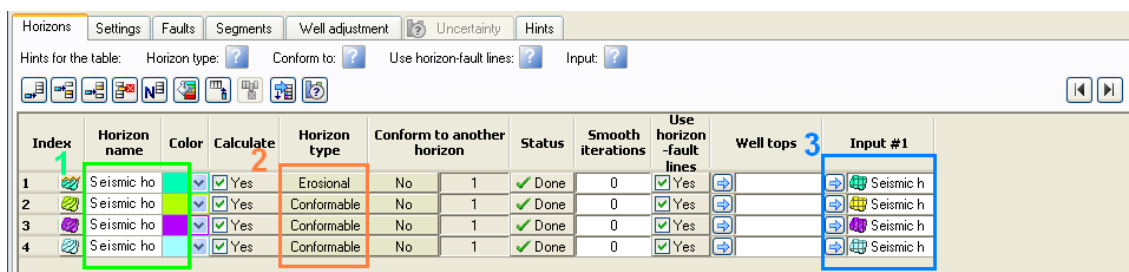 Horizons Settings Faults Segments Well adjustment Uncertainty Hints
Hints for the table: Horizon type: ? Conform to: ? Use horizon-fault lines: ? Input: ?
Index Horizon name Color Calculate Horizon type Conform to another horizon Status Smooth iterations Use horizon -fault lines Well tops Input #1
1 2 3
1 Seismic ho Yes Erosional No 1 Done 0 Yes Seismic h
2 Seismic ho Yes Conformable No 1 Done 0 Yes Seismic h
3 Seismic ho Yes Conformable No 1 Done 0 Yes Seismic h
4 Seismic ho Yes Conformable No 1 Done 0 Yes Seismic h